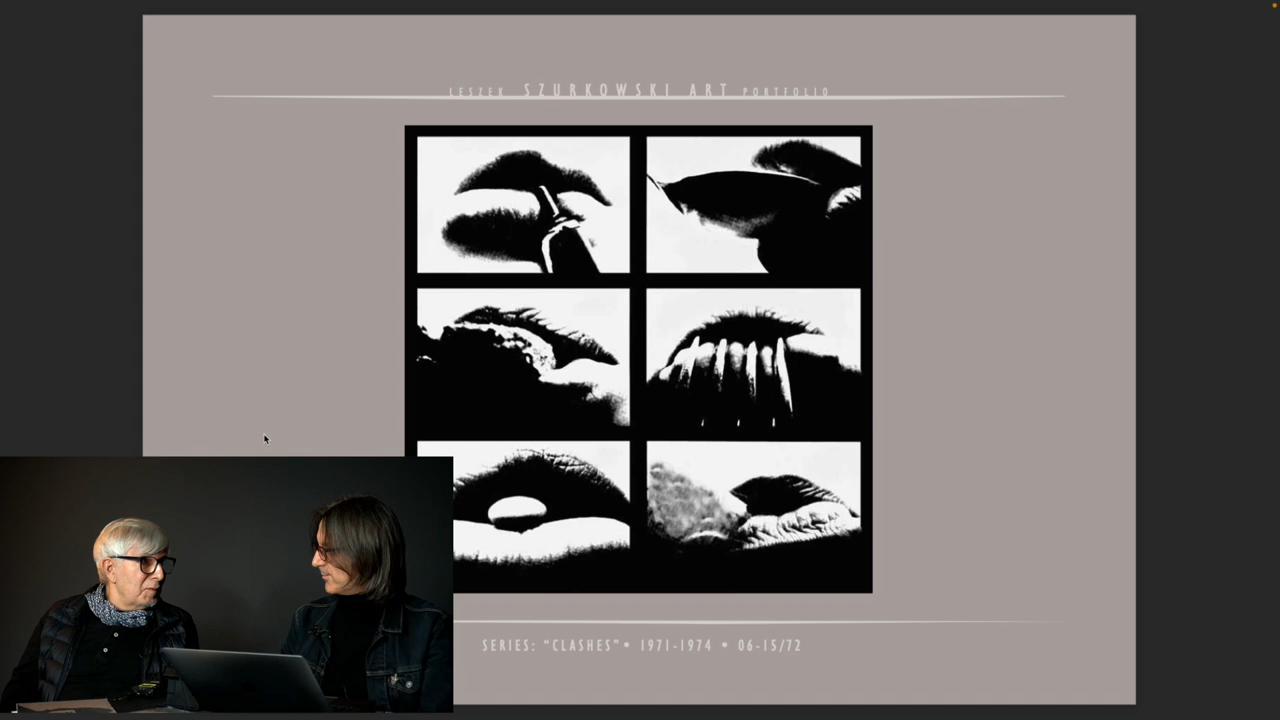 LESZEK SZURKOWSKI ART PORTFOLIO
SERIES: "CLASHES" • 1971-1974 • 06-15/72